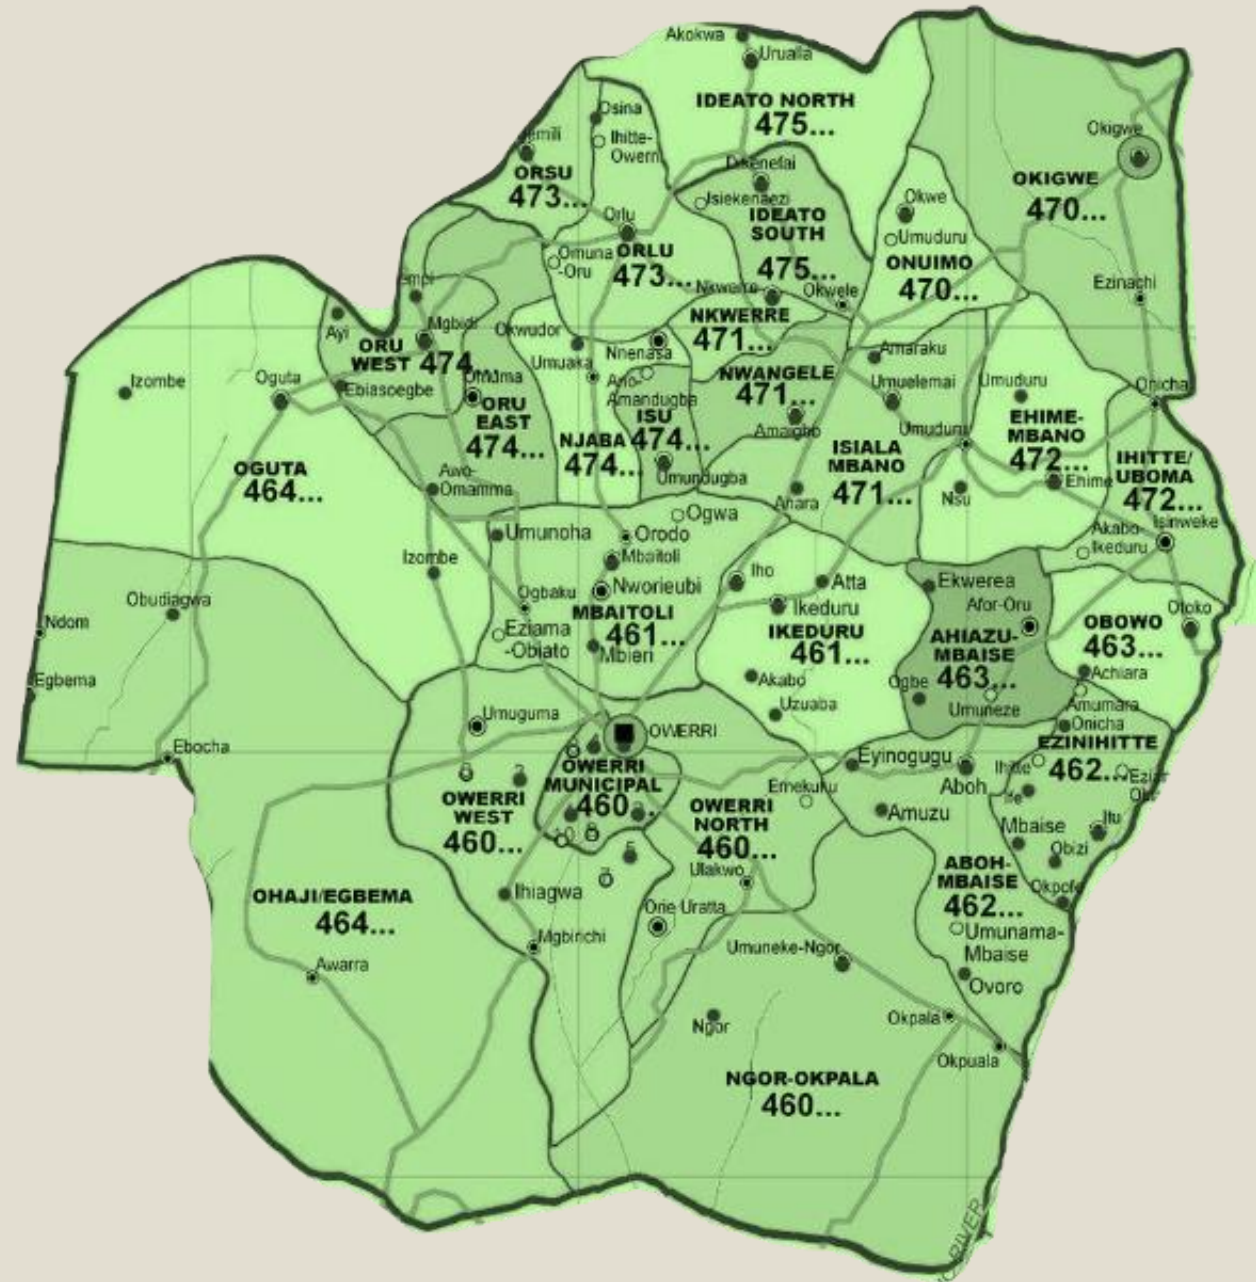 Akokwa
Urualla
IDEATO NORTH
475...
Osina
Ihitte-
Owerri
ORSU
473...
Okigwe
OKIGWE
470...
Dikenefai
Isiekenaezi
IDEATO
SOUTH
475...
Okwe
Umuduru
ONUIMO
470...
Orlu
ORLU
473...
Omuna
-Oru
Nkwerre
Okwele
Ezinachi
Ayi
Mgbidi
ORU
WEST 474...
Okwudor
Umuaka
Nnenasa
NKWERRE
471...
NWANGELE
471...
Amaraku
Izombe
Oguta
Ebiasoegbe
Omuma
ORU
EAST
474...
Amandugba
ISU
474...
NJABA
474...
Amaigbo
Umuelemai
Umuduru
Onicha
EHIME-
MBANO
472...
Umuduru
ISIALA
MBANO
471...
IHITTE/
UBOMA
472...
OGUTA
464...
Awo-
Omamma
Umundugba
Anara
Nsu
Ehime
Akabo-
Ikeduru
Isinweke
Umunoha
Orodo
Ogwa
Izombe
Mbaitoli
Nworieubi
Iho
Atta
Ekwerea
Afor-Oru
Obudiagwa
Ogbaku
MBAITOLI
461...
Ikeduru
IKEDURU
461...
AHIAZU-
MBAISE
463...
OBOWO
463...
Otoko
Ndom
Eziama
-Obiato
Mbieri
Egbema
Akabo
Uzuaba
Ogbe
Umuneze
Achiara
Amumara
Onicha
Umuguma
OWERRI
Ebocha
EZINIHITTE
462...
Ihitte
Ife
OWERRI
MUNICIPAL
460...
OWERRI
WEST
460...
OWERRI
NORTH
460...
Emekuku
Eyinogugu
Aboh
Amuzu
Mbaise
Itu
Obizi
Okpofe
5
Ulakwo
ABOH-
MBAISE
462...
OHAJI/EGBEMA
464...
Ihiagwa
Orie Uratta
Umunama-
Mbaise
Mgbirichi
Umuneke-Ngor
Awarra
Ovoro
Ngor
Okpala
Okpuala
NGOR-OKPALA
460...
RIVER